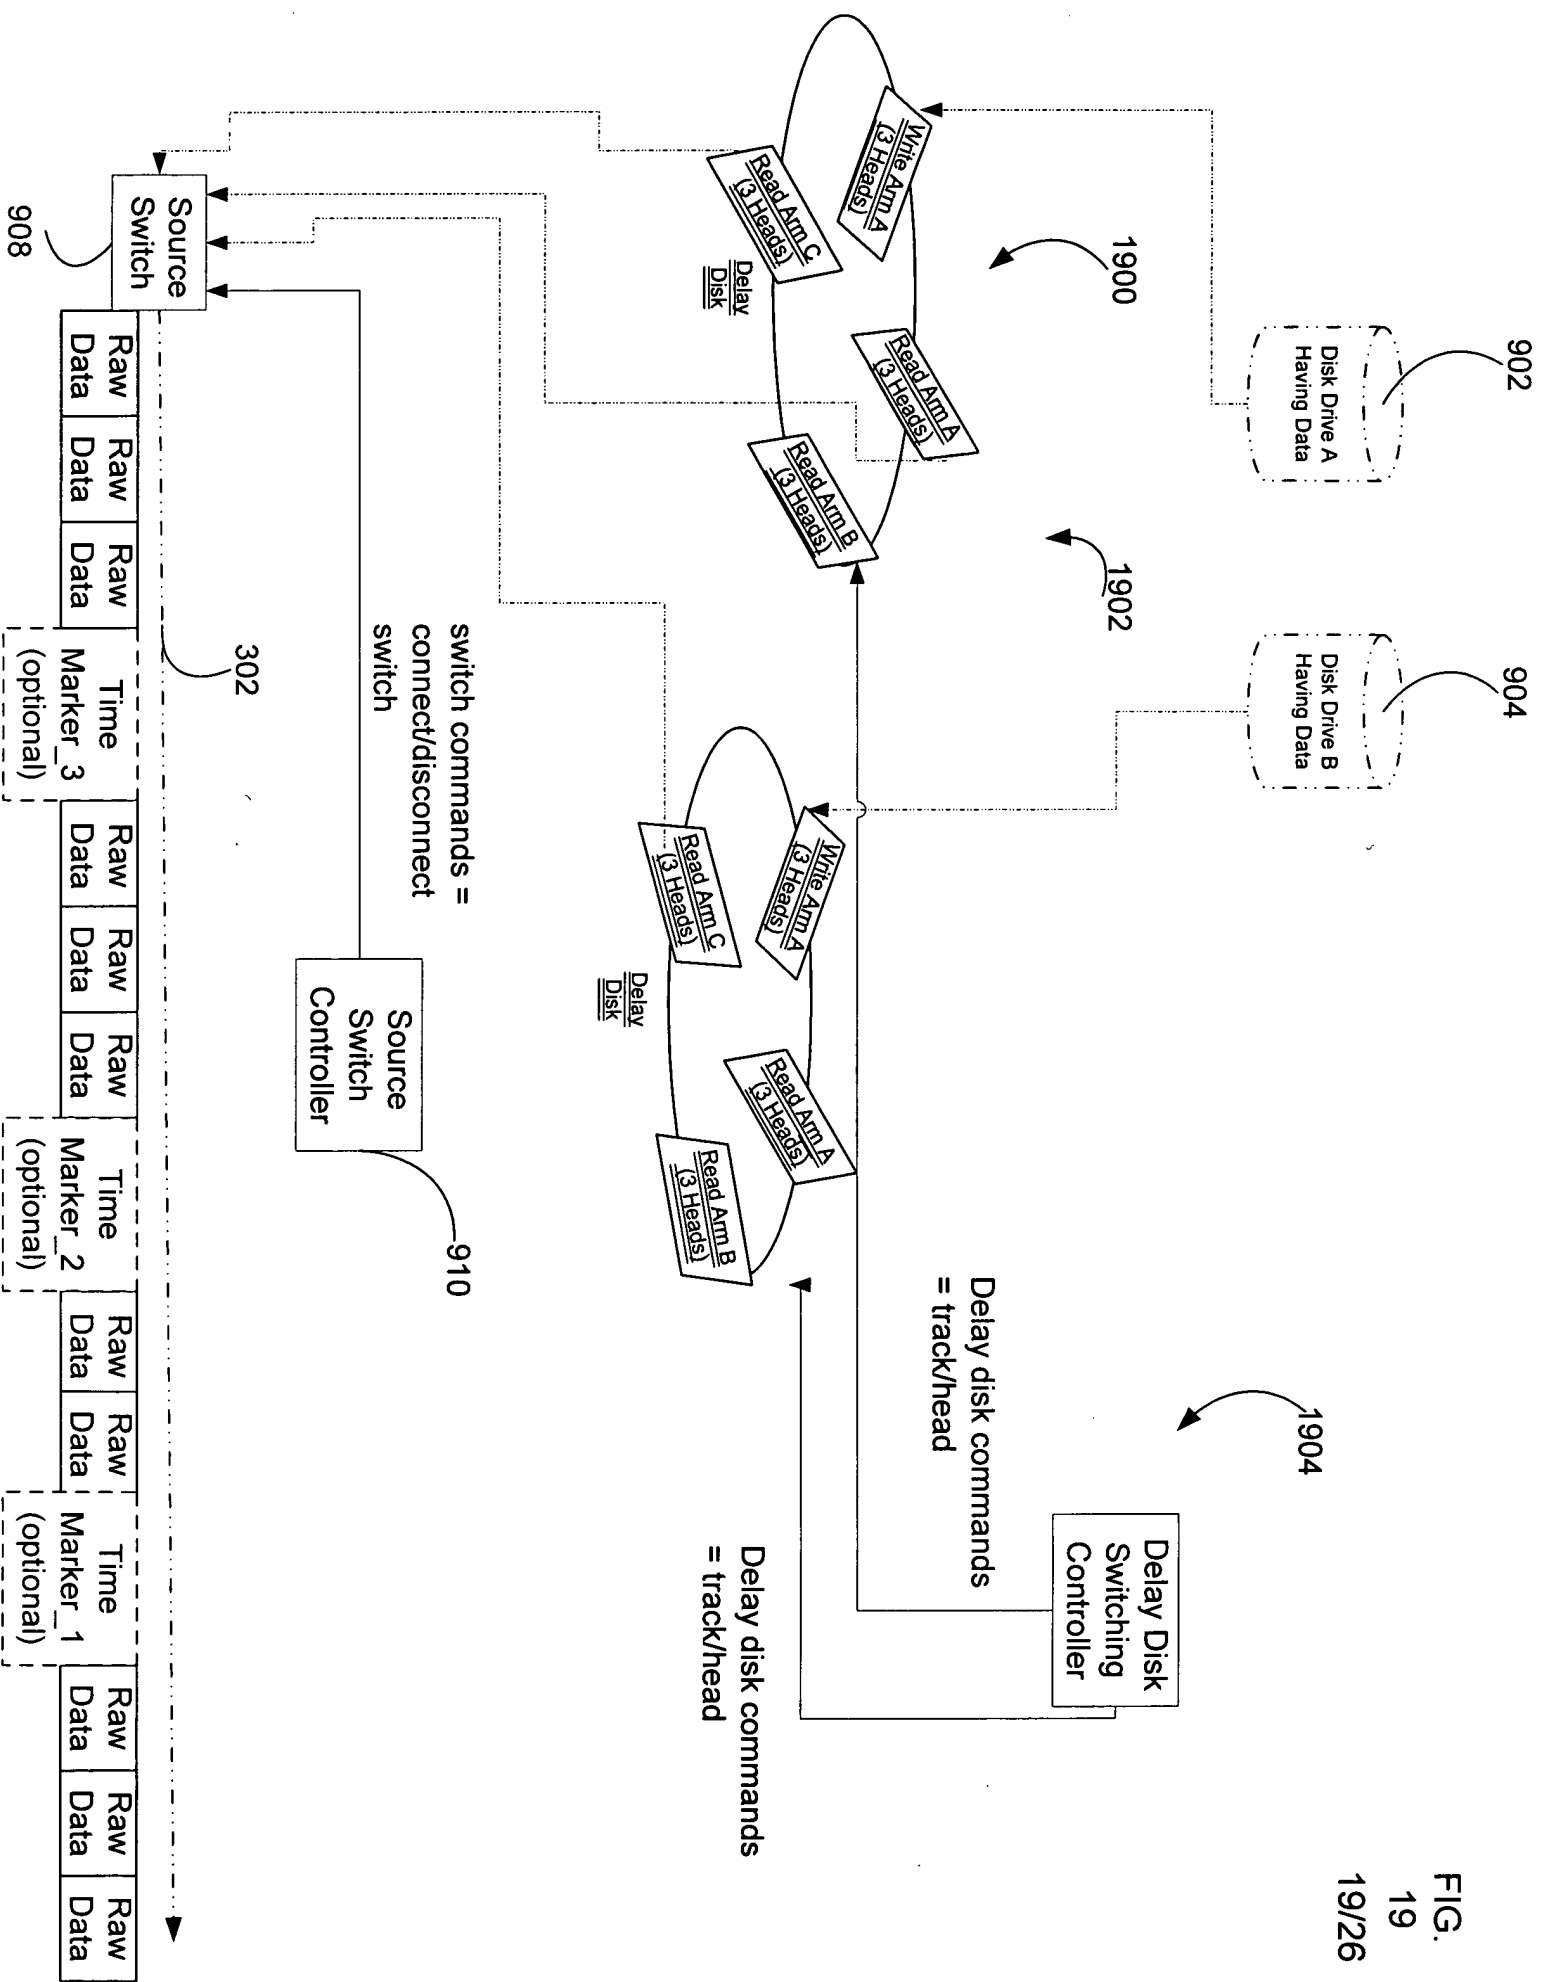 FIG.
19
19/26
902
Disk Drive A
Having Data
904
Disk Drive B
Having Data
1900
1902
1904
Delay Disk
Switching
Controller
Write Arm A
(3 Heads)
Read Arm A
(3 Heads)
Read Arm B
(3 Heads)
Read Arm C
(3 Heads)
Delay
Disk
Delay disk commands
= track/head
Write Arm A
(3 Heads)
Read Arm A
(3 Heads)
Read Arm B
(3 Heads)
Read Arm C
(3 Heads)
Delay
Disk
Delay disk commands
= track/head
switch commands =
connect/disconnect
switch
Source
Switch
Controller
910
302
Source
Switch
908
Raw
Data
Raw
Data
Raw
Data
Time
Marker_3
(optional)
Raw
Data
Raw
Data
Raw
Data
Time
Marker_2
(optional)
Raw
Data
Raw
Data
Time
Marker_1
(optional)
Raw
Data
Raw
Data
Raw
Data